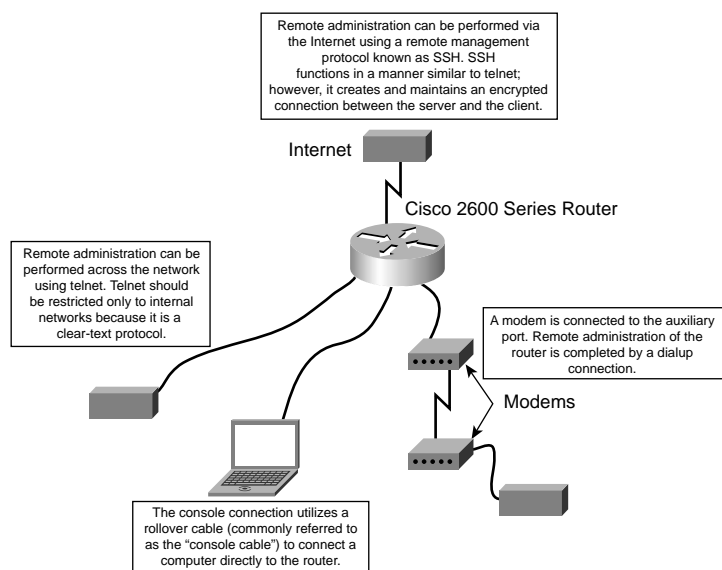 Remote administration can be performed via
the Internet using a remote management
protocol known as SSH. SSH
functions in a manner similar to telnet;
however, it creates and maintains an encrypted
connection between the server and the client.
Internet
Cisco 2600 Series Router
Remote administration can be
performed across the network
using telnet. Telnet should
be restricted only to internal
networks because it is a
clear-text protocol.
A modem is connected to the auxiliary
port. Remote administration of the
router is completed by a dialup
connection.
Modems
The console connection utilizes a
rollover cable (commonly referred to
as the “console cable”) to connect a
computer directly to the router.